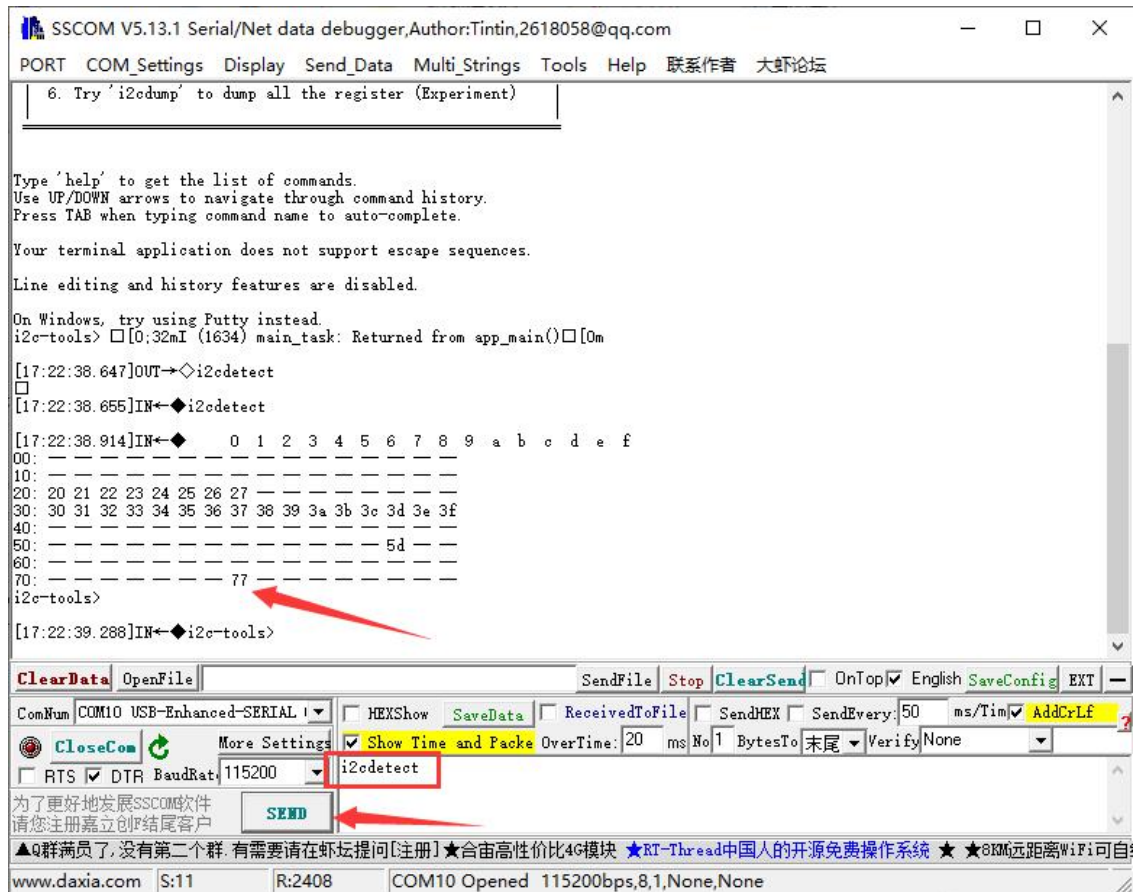 SSCOM V5.13.1 Serial/Net data debugger,Author:Tintin,2618058@qq.com
PORT COM_Settings Display Send_Data Multi_Strings Tools Help 联系作者 大虾论坛
6. Try 'i2cdump' to dump all the register (Experiment)
Type 'help' to get the list of commands.
Use UP/DOWN arrows to navigate through command history.
Press TAB when typing command name to auto-complete.
Your terminal application does not support escape sequences.
Line editing and history features are disabled.
On Windows, try using Putty instead.
i2c-tools> □[0;32mI (1634) main_task: Returned from app_main()□[0m
[17:22:38.647]OUT→◇i2cdetect
□
[17:22:38.655]IN←◆i2cdetect
[17:22:38.914]IN←◆ 0 1 2 3 4 5 6 7 8 9 a b c d e f
00: — — — — — — — — — — — — — — — —
10: — — — — — — — — — — — — — — — —
20: 20 21 22 23 24 25 26 27 — — — — — — — —
30: 30 31 32 33 34 35 36 37 38 39 3a 3b 3c 3d 3e 3f
40: — — — — — — — — — — — — — — — —
50: — — — — — — — — — — — — — 5d — —
60: — — — — — — — — — — — — — — — —
70: — — — — — — — 77 — — — — — — — —
i2c-tools>
[17:22:39.288]IN←◆i2c-tools>
ClearData OpenFile SendFile Stop ClearSend OnTop English SaveConfig EXT —
ComNum COM10 USB-Enhanced-SERIAL HEXShow SaveData ReceivedToFile SendHEX SendEvery: 50 ms/Tim AddCrLf ?
CloseCom More Settings Show Time and Packe OverTime: 20 ms No 1 BytesTo 末尾 Verify None
RTS DTR BaudRat: 115200 i2cdetect
为了更好地发展SSCOM软件
请您注册嘉立创F结尾客户
SEND
▲Q群满员了,没有第二个群.有需要请在虾坛提问[注册]★合宙高性价比4G模块 ★RT-Thread中国人的开源免费操作系统 ★ ★8KM远距离WiFi可自
www.daxia.com S:11 R:2408 COM10 Opened 115200bps,8,1,None,None